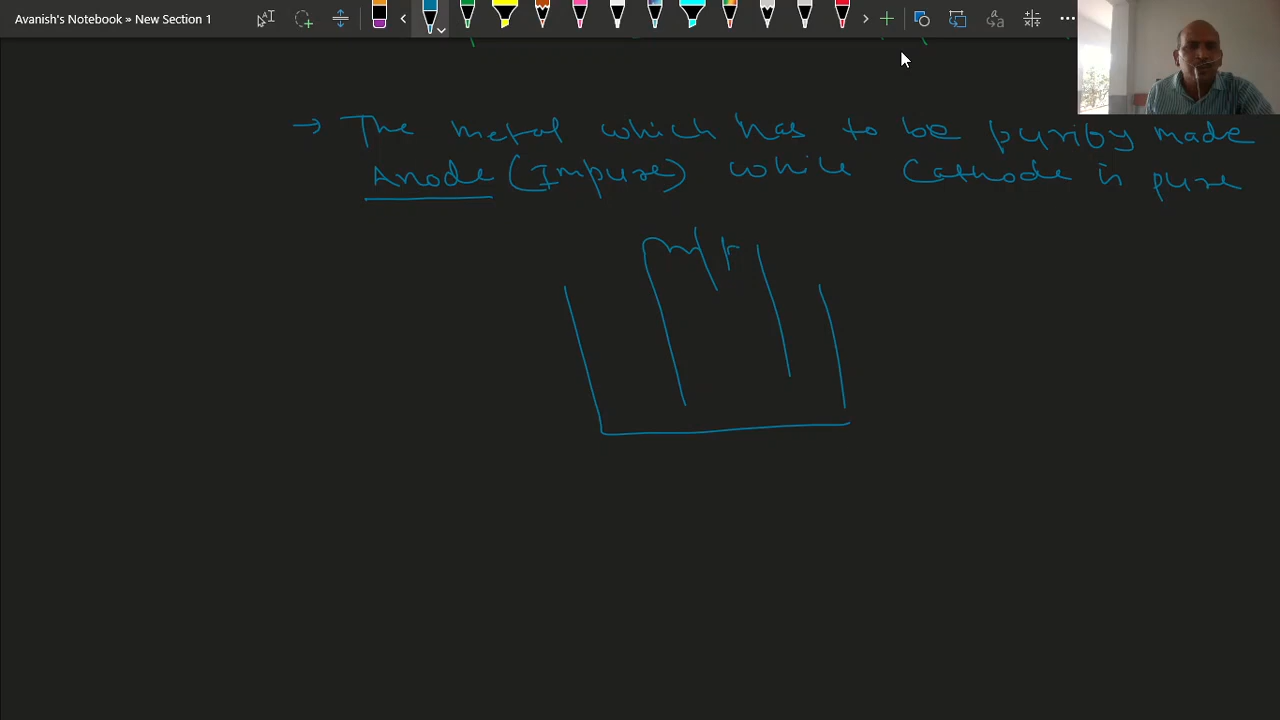 Avanish's Notebook » New Section 1
→ The metal which has to be purify made
Anode (Impure) while Cathode is pure